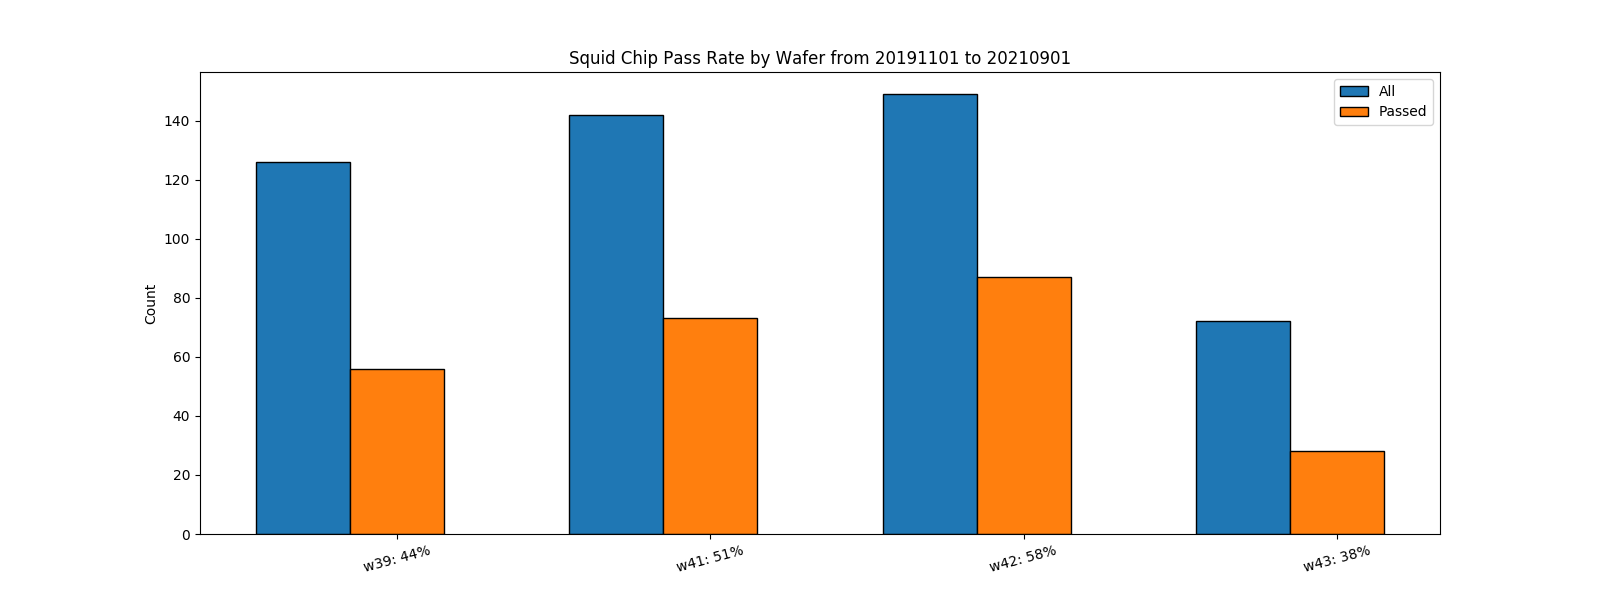 Squid Chip Pass Rate by Wafer from 20191101 to 20210901
All
Passed
Count
140
120
100
80
60
40
20
0
w39: 44%
w41: 51%
w42: 58%
w43: 38%